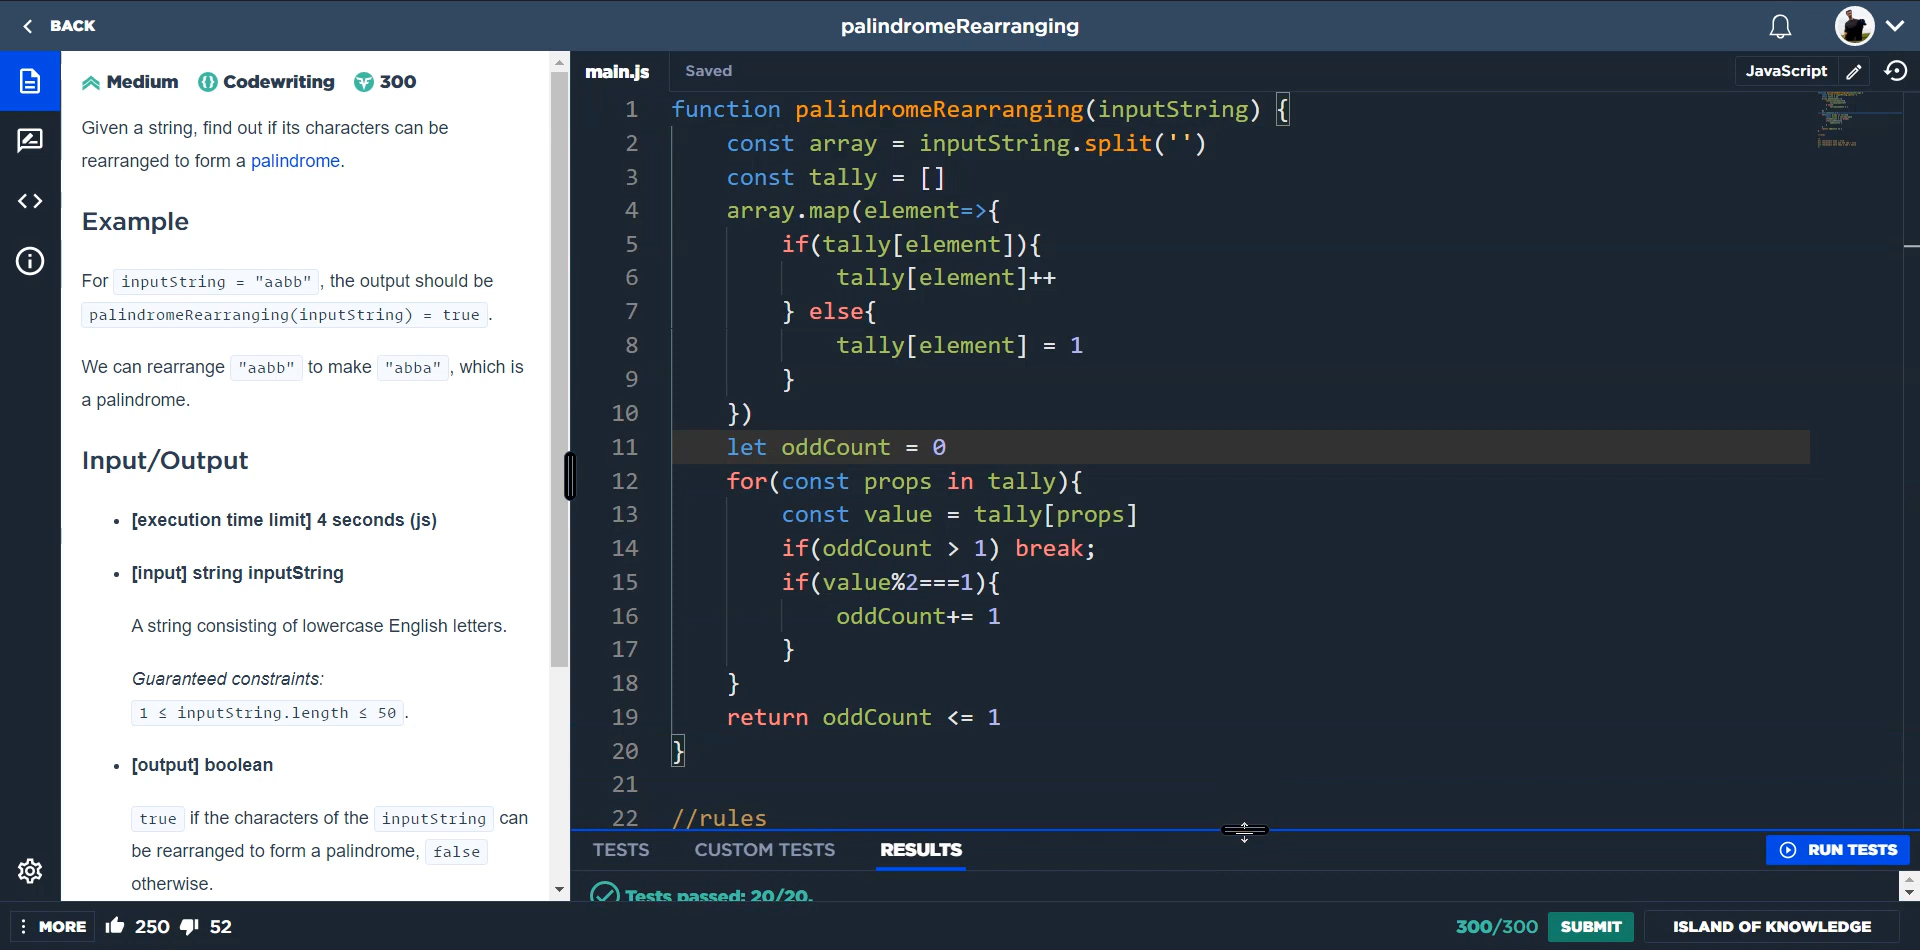 BACK
palindromeRearranging
Medium Codewriting 300
Given a string, find out if its characters can be
rearranged to form a palindrome.
Example
For inputString = "aabb" , the output should be
palindromeRearranging(inputString) = true .
We can rearrange "aabb" to make "abba" , which is
a palindrome.
Input/Output
• [execution time limit] 4 seconds (js)
• [input] string inputString
A string consisting of lowercase English letters.
Guaranteed constraints:
1 ≤ inputString.length ≤ 50 .
• [output] boolean
true if the characters of the inputString can
be rearranged to form a palindrome, false
otherwise.
main.js Saved JavaScript
1 function palindromeRearranging(inputString) {
2 const array = inputString.split('')
3 const tally = []
4 array.map(element=>{
5 if(tally[element]){
6 tally[element]++
7 } else{
8 tally[element] = 1
9 }
10 })
11 let oddCount = 0
12 for(const props in tally){
13 const value = tally[props]
14 if(oddCount > 1) break;
15 if(value%2===1){
16 oddCount+= 1
17 }
18 }
19 return oddCount <= 1
20 }
21
22 //rules
TESTS CUSTOM TESTS RESULTS RUN TESTS
Tests passed: 20/20.
MORE 250 52 300/300 SUBMIT ISLAND OF KNOWLEDGE